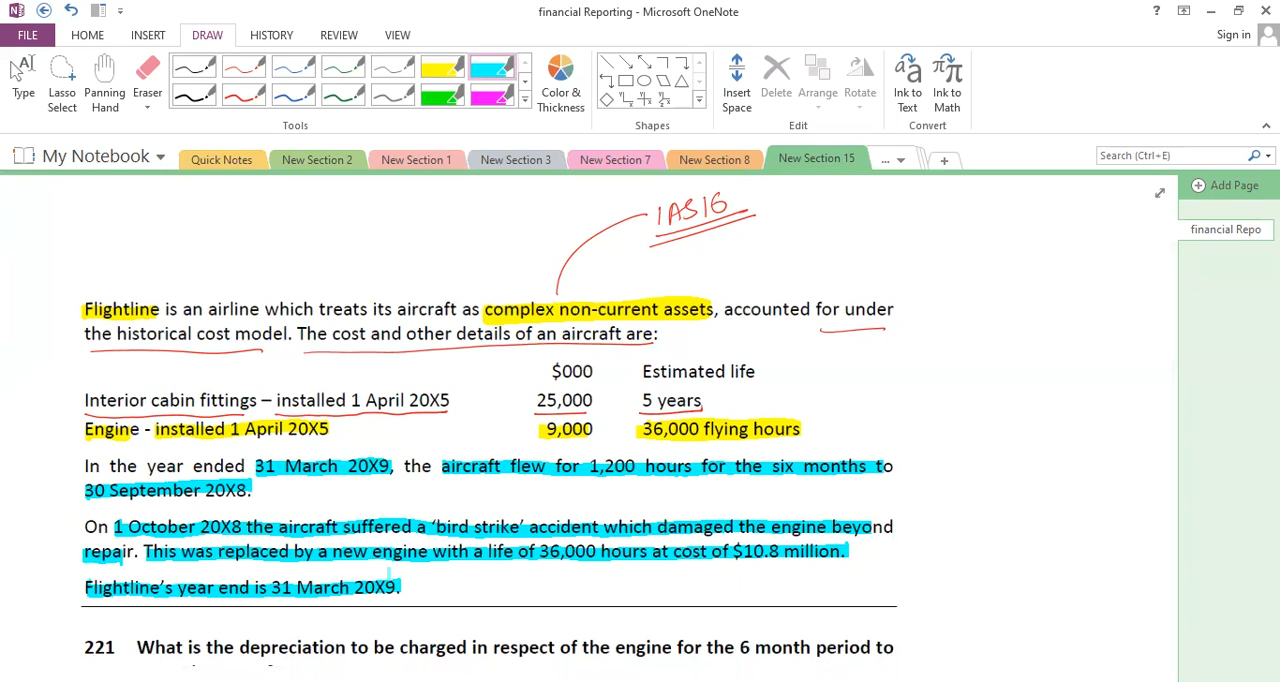 financial Reporting - Microsoft OneNote
Sign in
FILE HOME INSERT DRAW HISTORY REVIEW VIEW
Type
Lasso Select
Panning Hand
Eraser
Color & Thickness
Insert Space
Delete
Arrange
Rotate
Ink to Text
Ink to Math
Tools
Shapes
Edit
Convert
My Notebook
Quick Notes
New Section 2
New Section 1
New Section 3
New Section 7
New Section 8
New Section 15
...
Search (Ctrl+E)
Add Page
financial Repo
IAS16
Flightline is an airline which treats its aircraft as complex non-current assets, accounted for under
the historical cost model. The cost and other details of an aircraft are:
$000 Estimated life
Interior cabin fittings – installed 1 April 20X5 25,000 5 years
Engine - installed 1 April 20X5 9,000 36,000 flying hours
In the year ended 31 March 20X9, the aircraft flew for 1,200 hours for the six months to
30 September 20X8.
On 1 October 20X8 the aircraft suffered a ‘bird strike’ accident which damaged the engine beyond
repair. This was replaced by a new engine with a life of 36,000 hours at cost of $10.8 million.
Flightline’s year end is 31 March 20X9.
221 What is the depreciation to be charged in respect of the engine for the 6 month period to